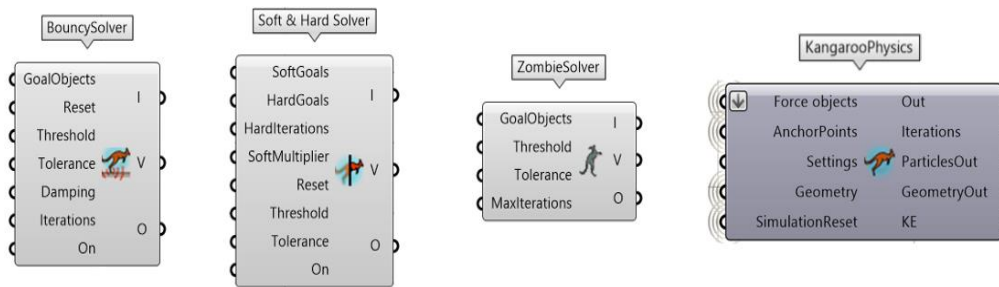 BouncySolver
GoalObjects
Reset
Threshold
Tolerance
Damping
Iterations
On
I
V
O
Soft & Hard Solver
SoftGoals
HardGoals
HardIterations
SoftMultiplier
Reset
Threshold
Tolerance
On
I
V
O
ZombieSolver
GoalObjects
Threshold
Tolerance
MaxIterations
I
V
O
KangarooPhysics
Force objects Out
AnchorPoints Iterations
Settings ParticlesOut
Geometry GeometryOut
SimulationReset KE